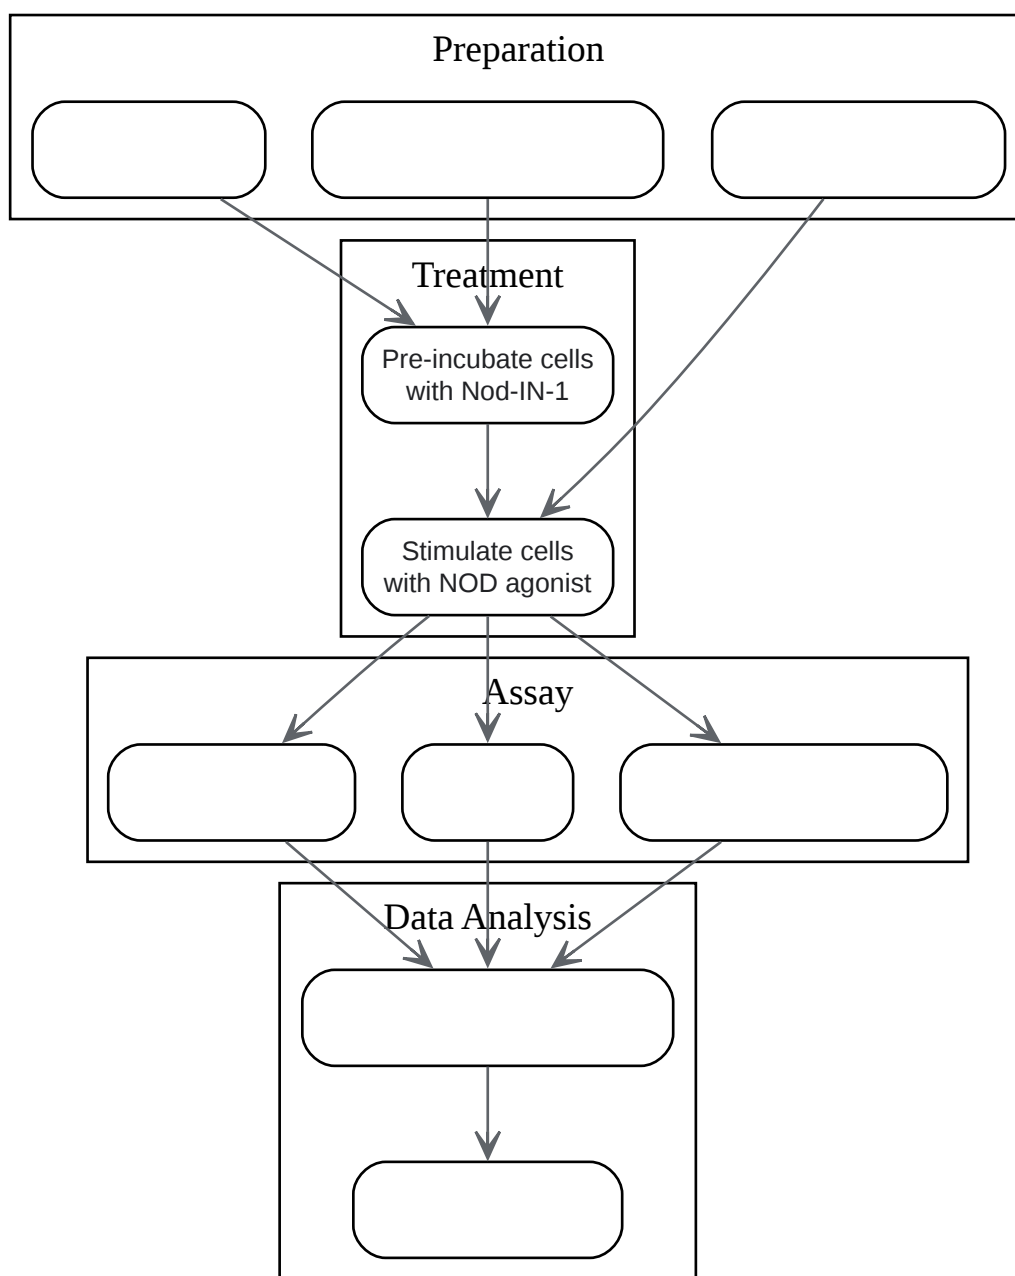 Preparation
Treatment
Pre-incubate cells
with Nod-IN-1
Stimulate cells
with NOD agonist
Assay
Data Analysis